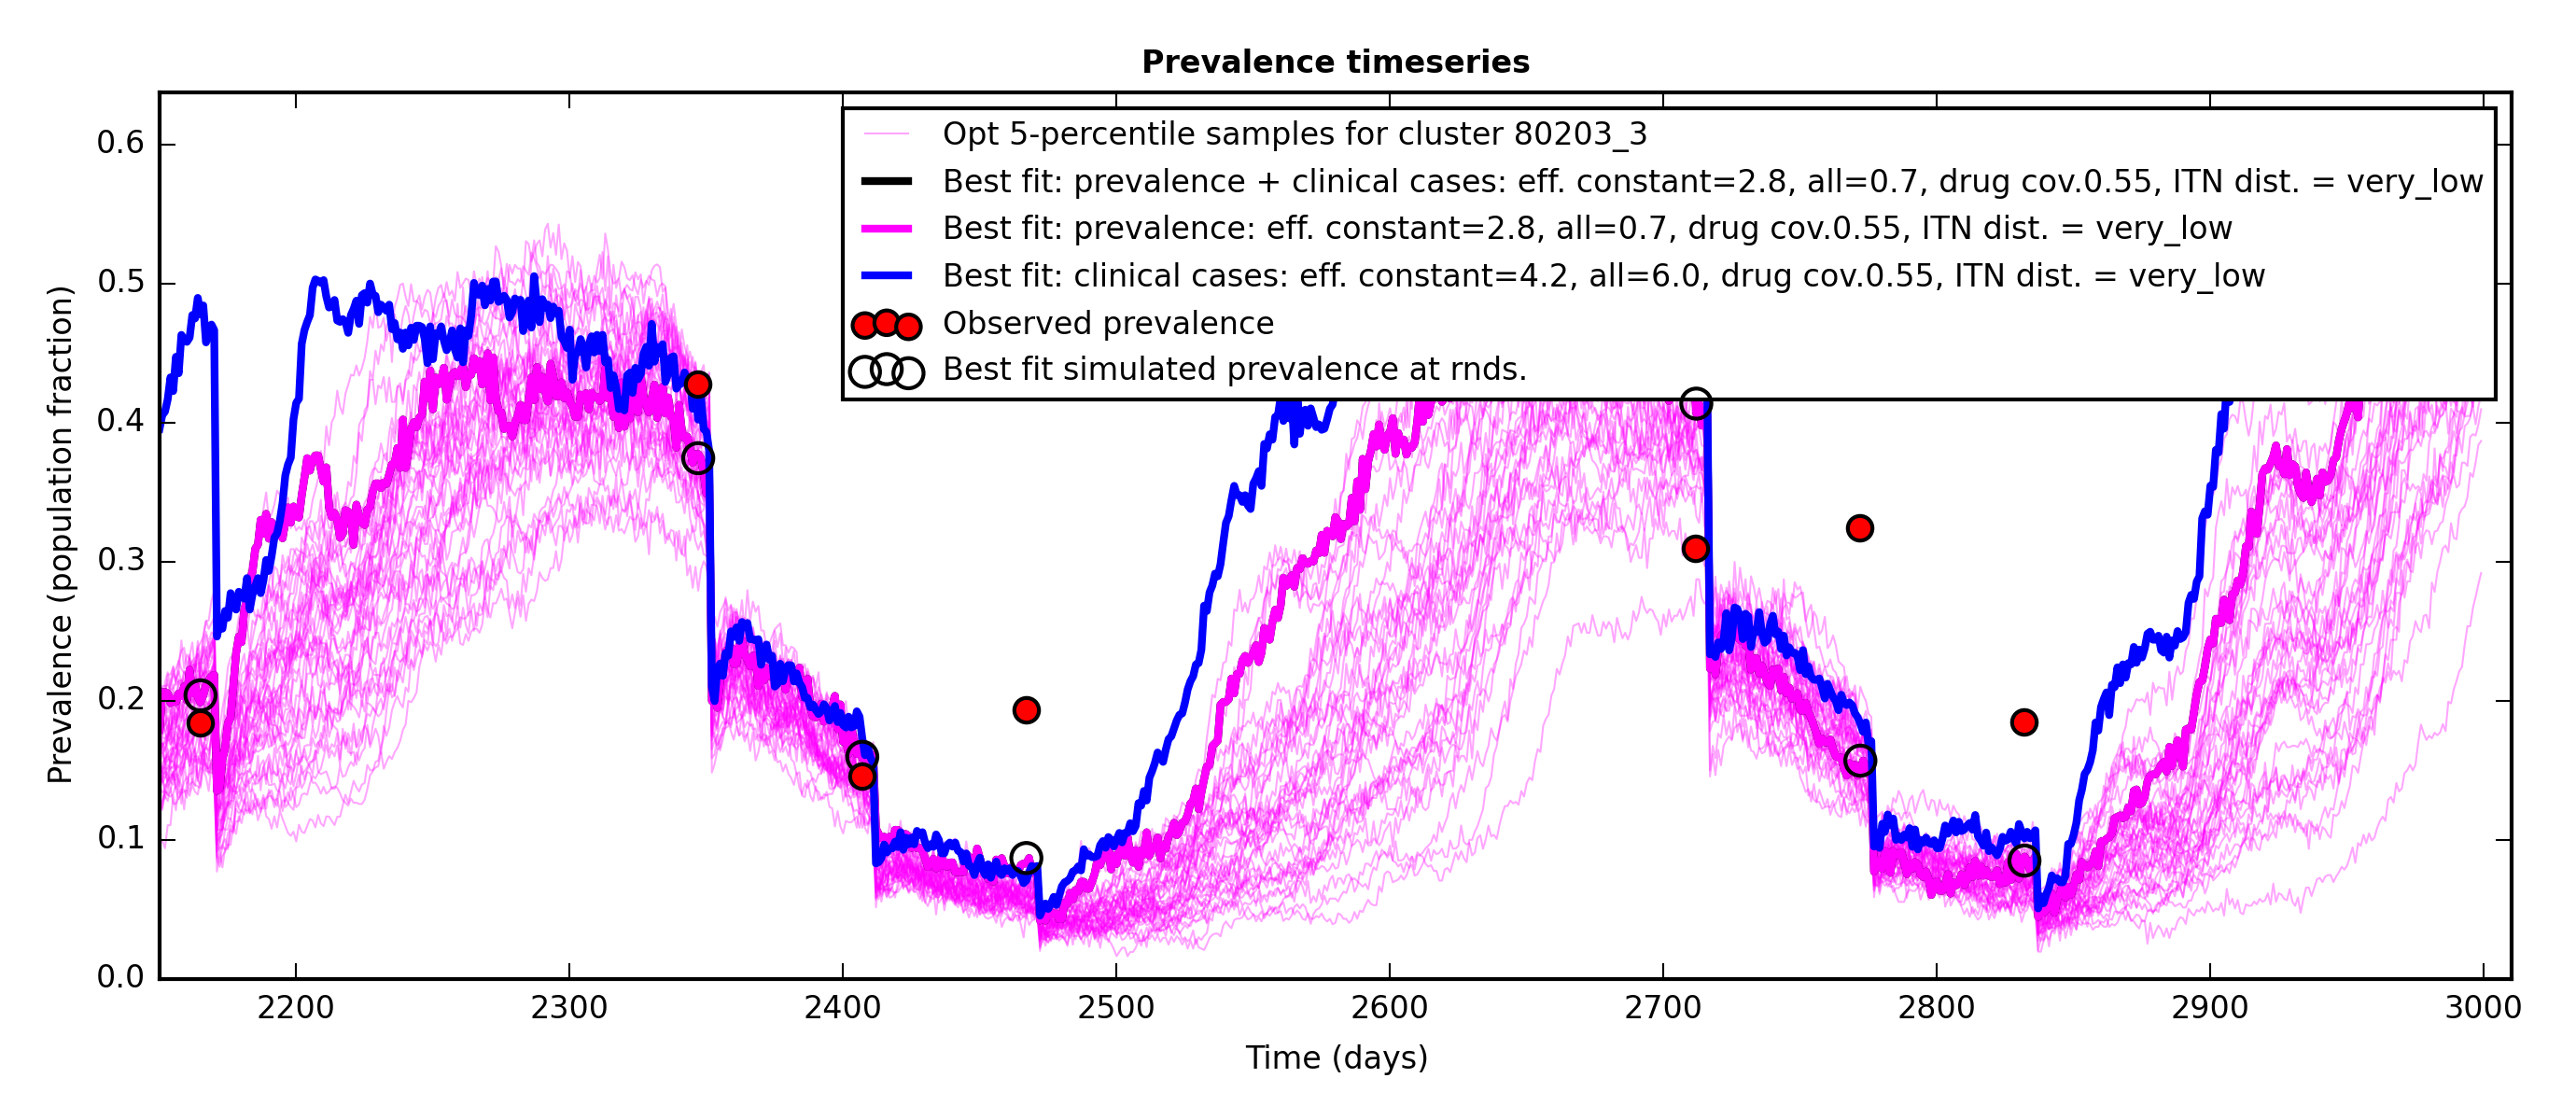 Prevalence timeseries
Opt 5-percentile samples for cluster 80203_3
Best fit: prevalence + clinical cases: eff. constant=2.8, all=0.7, drug cov.0.55, ITN dist. = very_low
Best fit: prevalence: eff. constant=2.8, all=0.7, drug cov.0.55, ITN dist. = very_low
Best fit: clinical cases: eff. constant=4.2, all=6.0, drug cov.0.55, ITN dist. = very_low
Observed prevalence
Best fit simulated prevalence at rnds.
Prevalence (population fraction)
0.6
0.5
0.4
0.3
0.2
0.1
0.0
2200 2300 2400 2500 2600 2700 2800 2900 3000
Time (days)